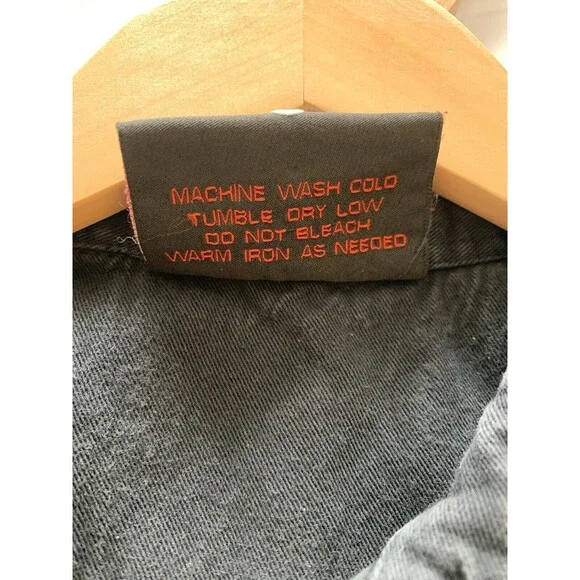 MACHINE WASH COLD
TUMBLE DRY LOW
DO NOT BLEACH
WARM IRON AS NEEDED